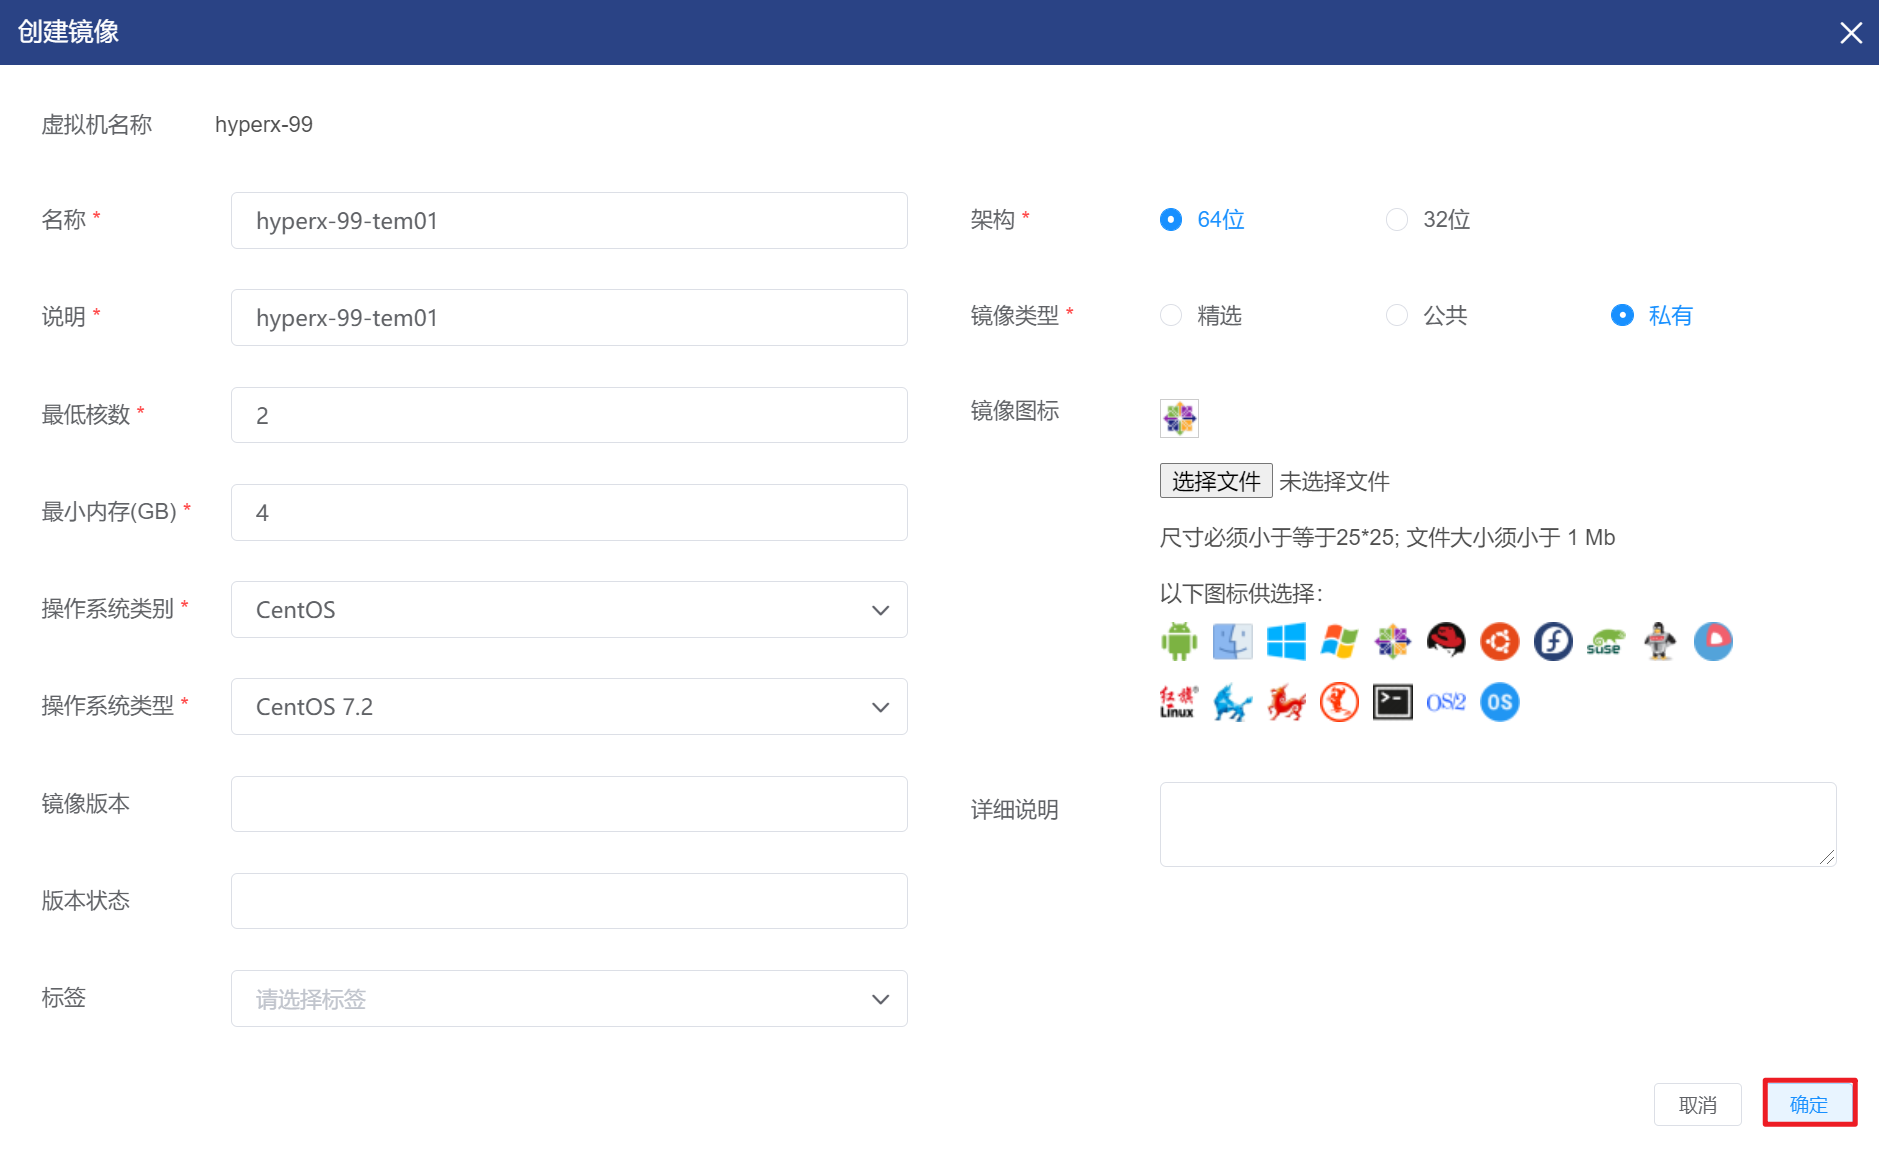 创建镜像
虚拟机名称 hyperx-99
名称 * hyperx-99-tem01
说明 * hyperx-99-tem01
最低核数 * 2
最小内存(GB) * 4
操作系统类别 * CentOS
操作系统类型 * CentOS 7.2
镜像版本
版本状态
标签 请选择标签
架构 * 64位 32位
镜像类型 * 精选 公共 私有
镜像图标
选择文件 未选择文件
尺寸必须小于等于25*25; 文件大小须小于 1 Mb
以下图标供选择：
SUSE
红旗® Linux OS/2 OS
详细说明
取消 确定